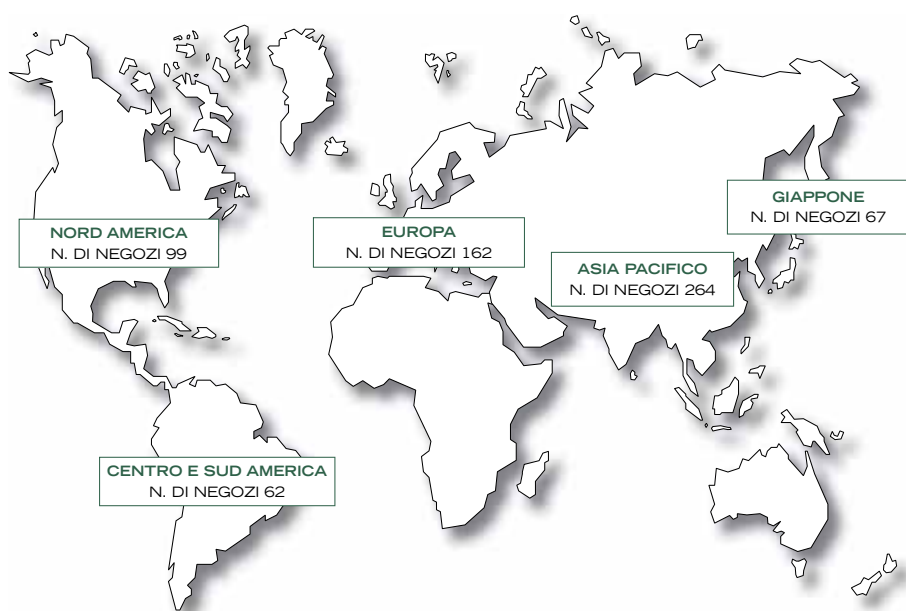 GIAPPONE
N. DI NEGOZI 67
NORD AMERICA
N. DI NEGOZI 99
EUROPA
N. DI NEGOZI 162
ASIA PACIFICO
N. DI NEGOZI 264
CENTRO E SUD AMERICA
N. DI NEGOZI 62